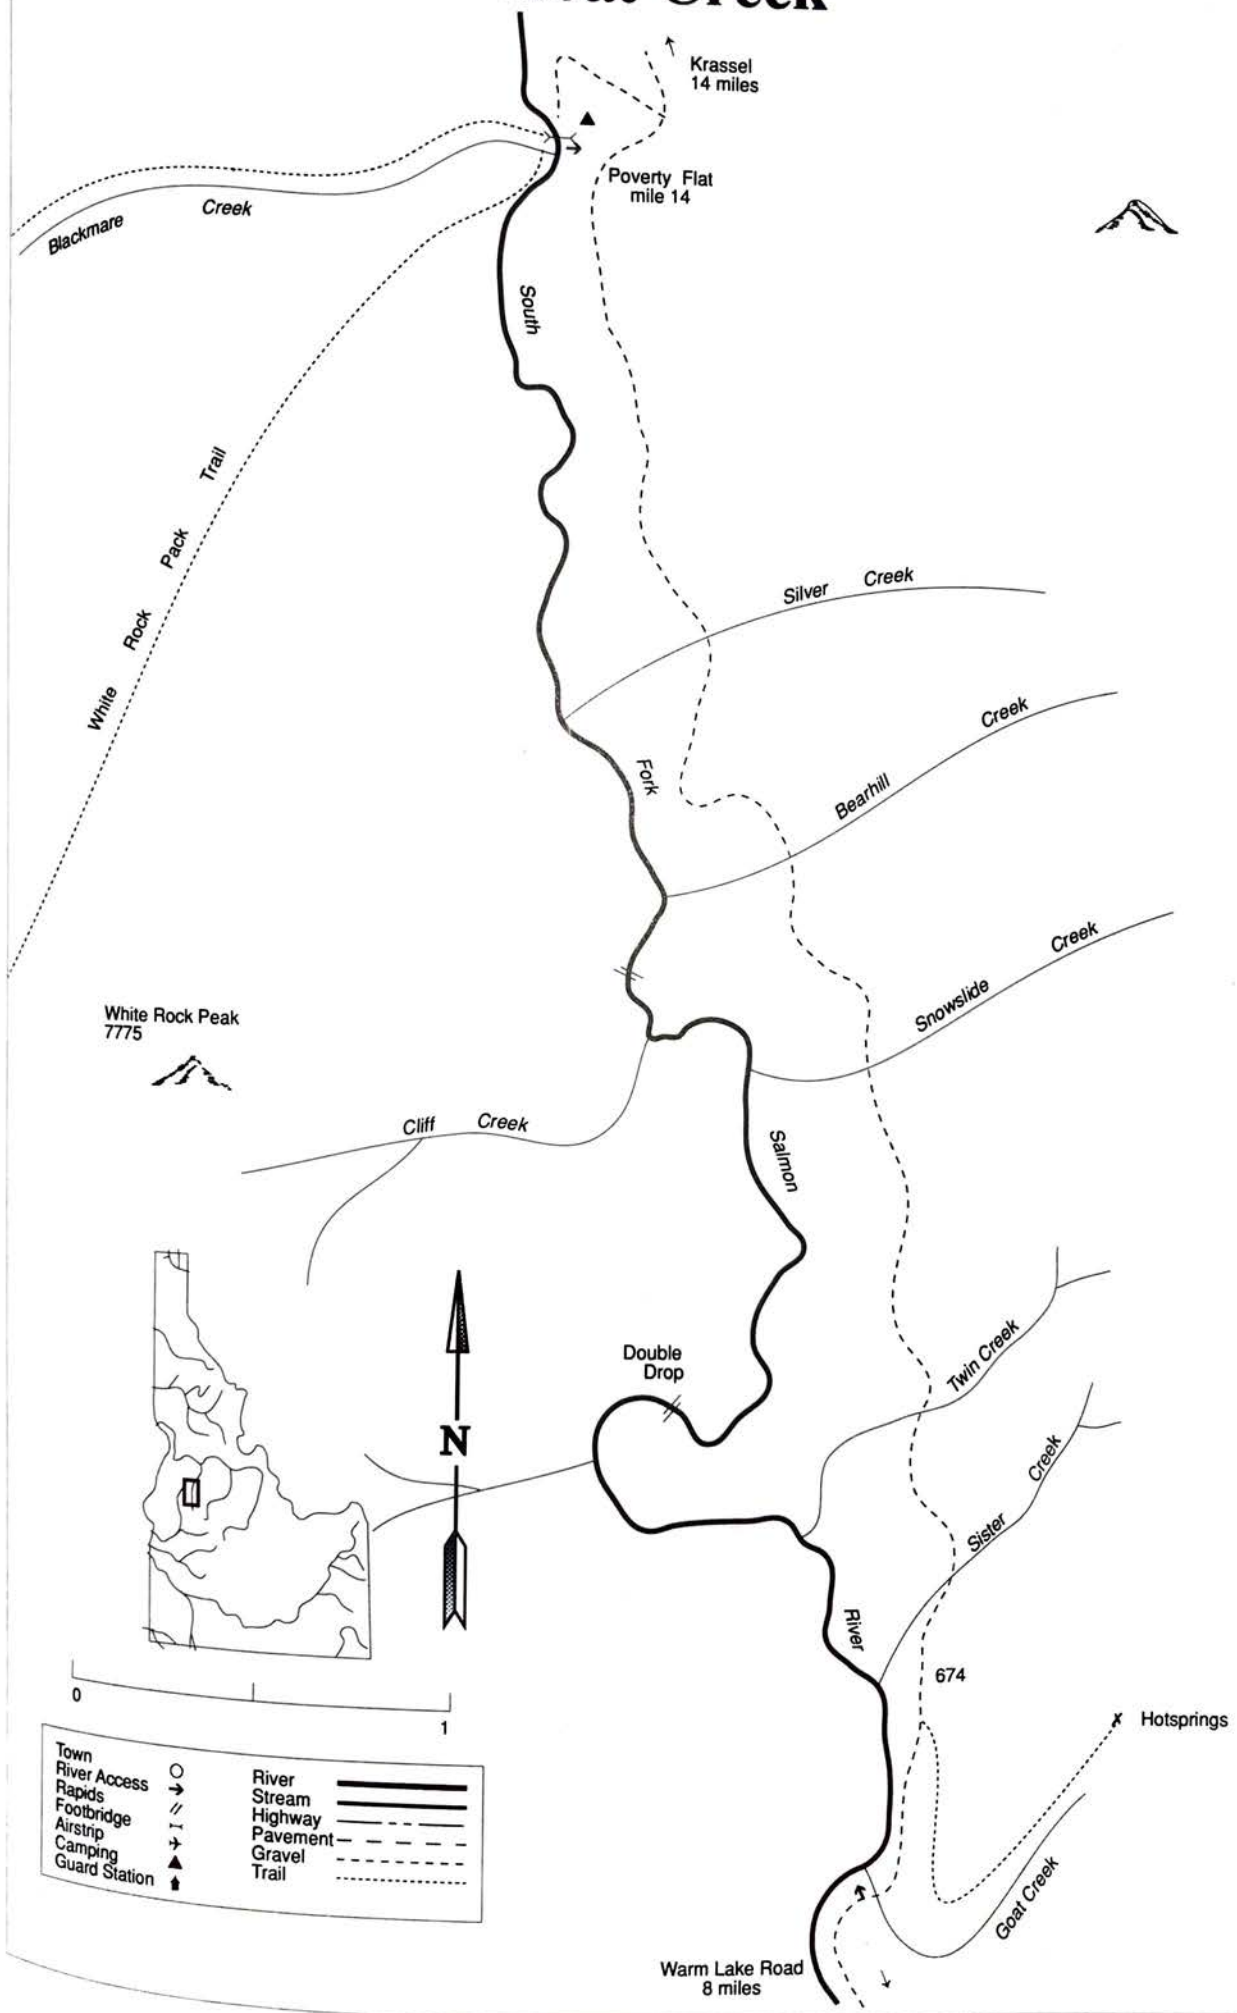 Creek
Krassel
14 miles
Poverty Flat
mile 14
Blackmare
Creek
South
White Rock Pack Trail
Silver Creek
Fork
Bearhill Creek
Snowslide Creek
White Rock Peak
7775
Cliff Creek
Salmon
Double
Drop
N
Twin Creek
Sister Creek
River
674
Hotsprings
0
1
Goat Creek
Warm Lake Road
8 miles
Town
River Access
Rapids
Footbridge
Airstrip
Camping
Guard Station
River
Stream
Highway
Pavement
Gravel
Trail